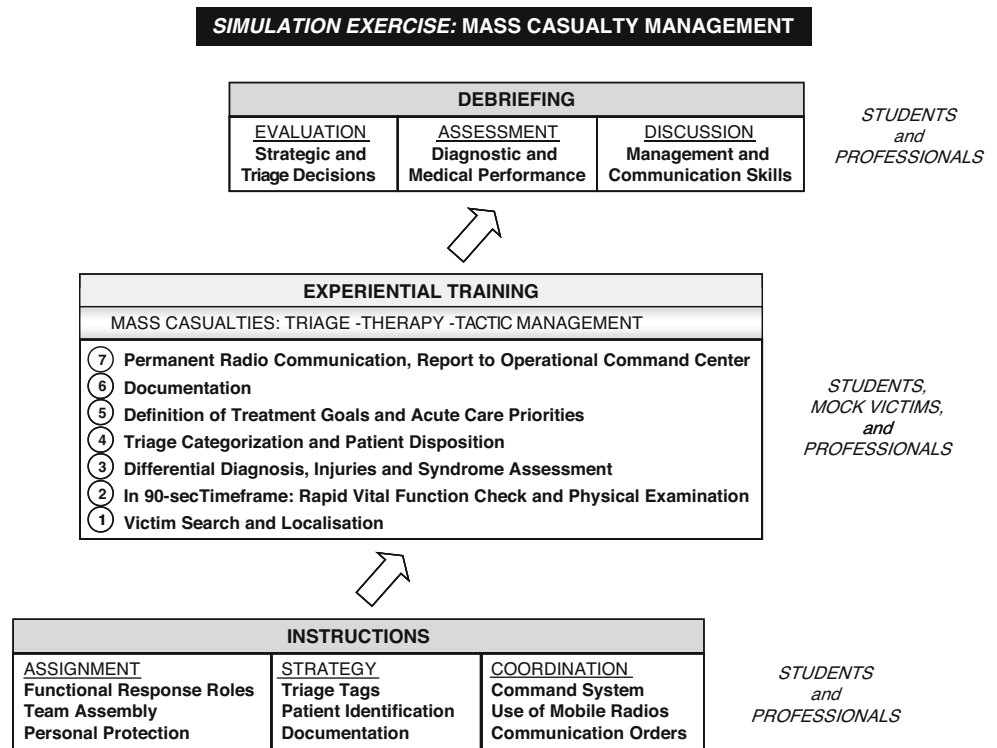 SIMULATION EXERCISE: MASS CASUALTY MANAGEMENT
DEBRIEFING
EVALUATION
Strategic and
Triage Decisions
ASSESSMENT
Diagnostic and
Medical Performance
DISCUSSION
Management and
Communication Skills
STUDENTS
and
PROFESSIONALS
EXPERIENTIAL TRAINING
MASS CASUALTIES: TRIAGE -THERAPY -TACTIC MANAGEMENT
7 Permanent Radio Communication, Report to Operational Command Center
6 Documentation
5 Definition of Treatment Goals and Acute Care Priorities
4 Triage Categorization and Patient Disposition
3 Differential Diagnosis, Injuries and Syndrome Assessment
2 In 90-secTimeframe: Rapid Vital Function Check and Physical Examination
1 Victim Search and Localisation
STUDENTS,
MOCK VICTIMS,
and
PROFESSIONALS
INSTRUCTIONS
ASSIGNMENT
Functional Response Roles
Team Assembly
Personal Protection
STRATEGY
Triage Tags
Patient Identification
Documentation
COORDINATION
Command System
Use of Mobile Radios
Communication Orders
STUDENTS
and
PROFESSIONALS